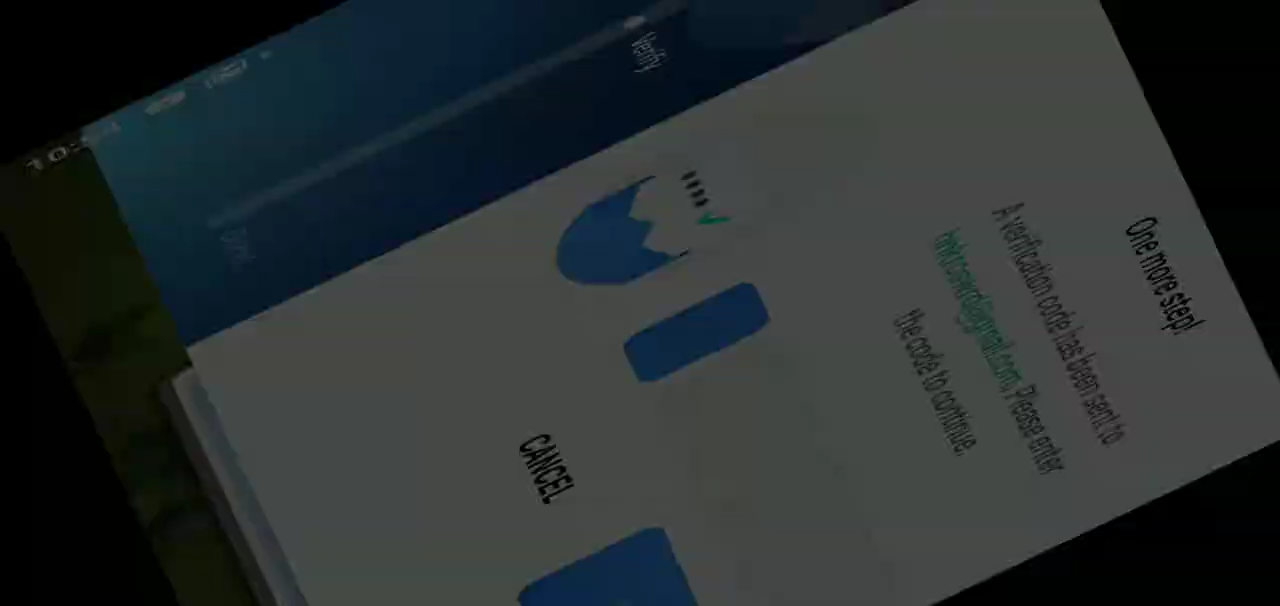 Verify
One more step!
A verification code has been sent to
Please enter
the code to continue.
CANCEL